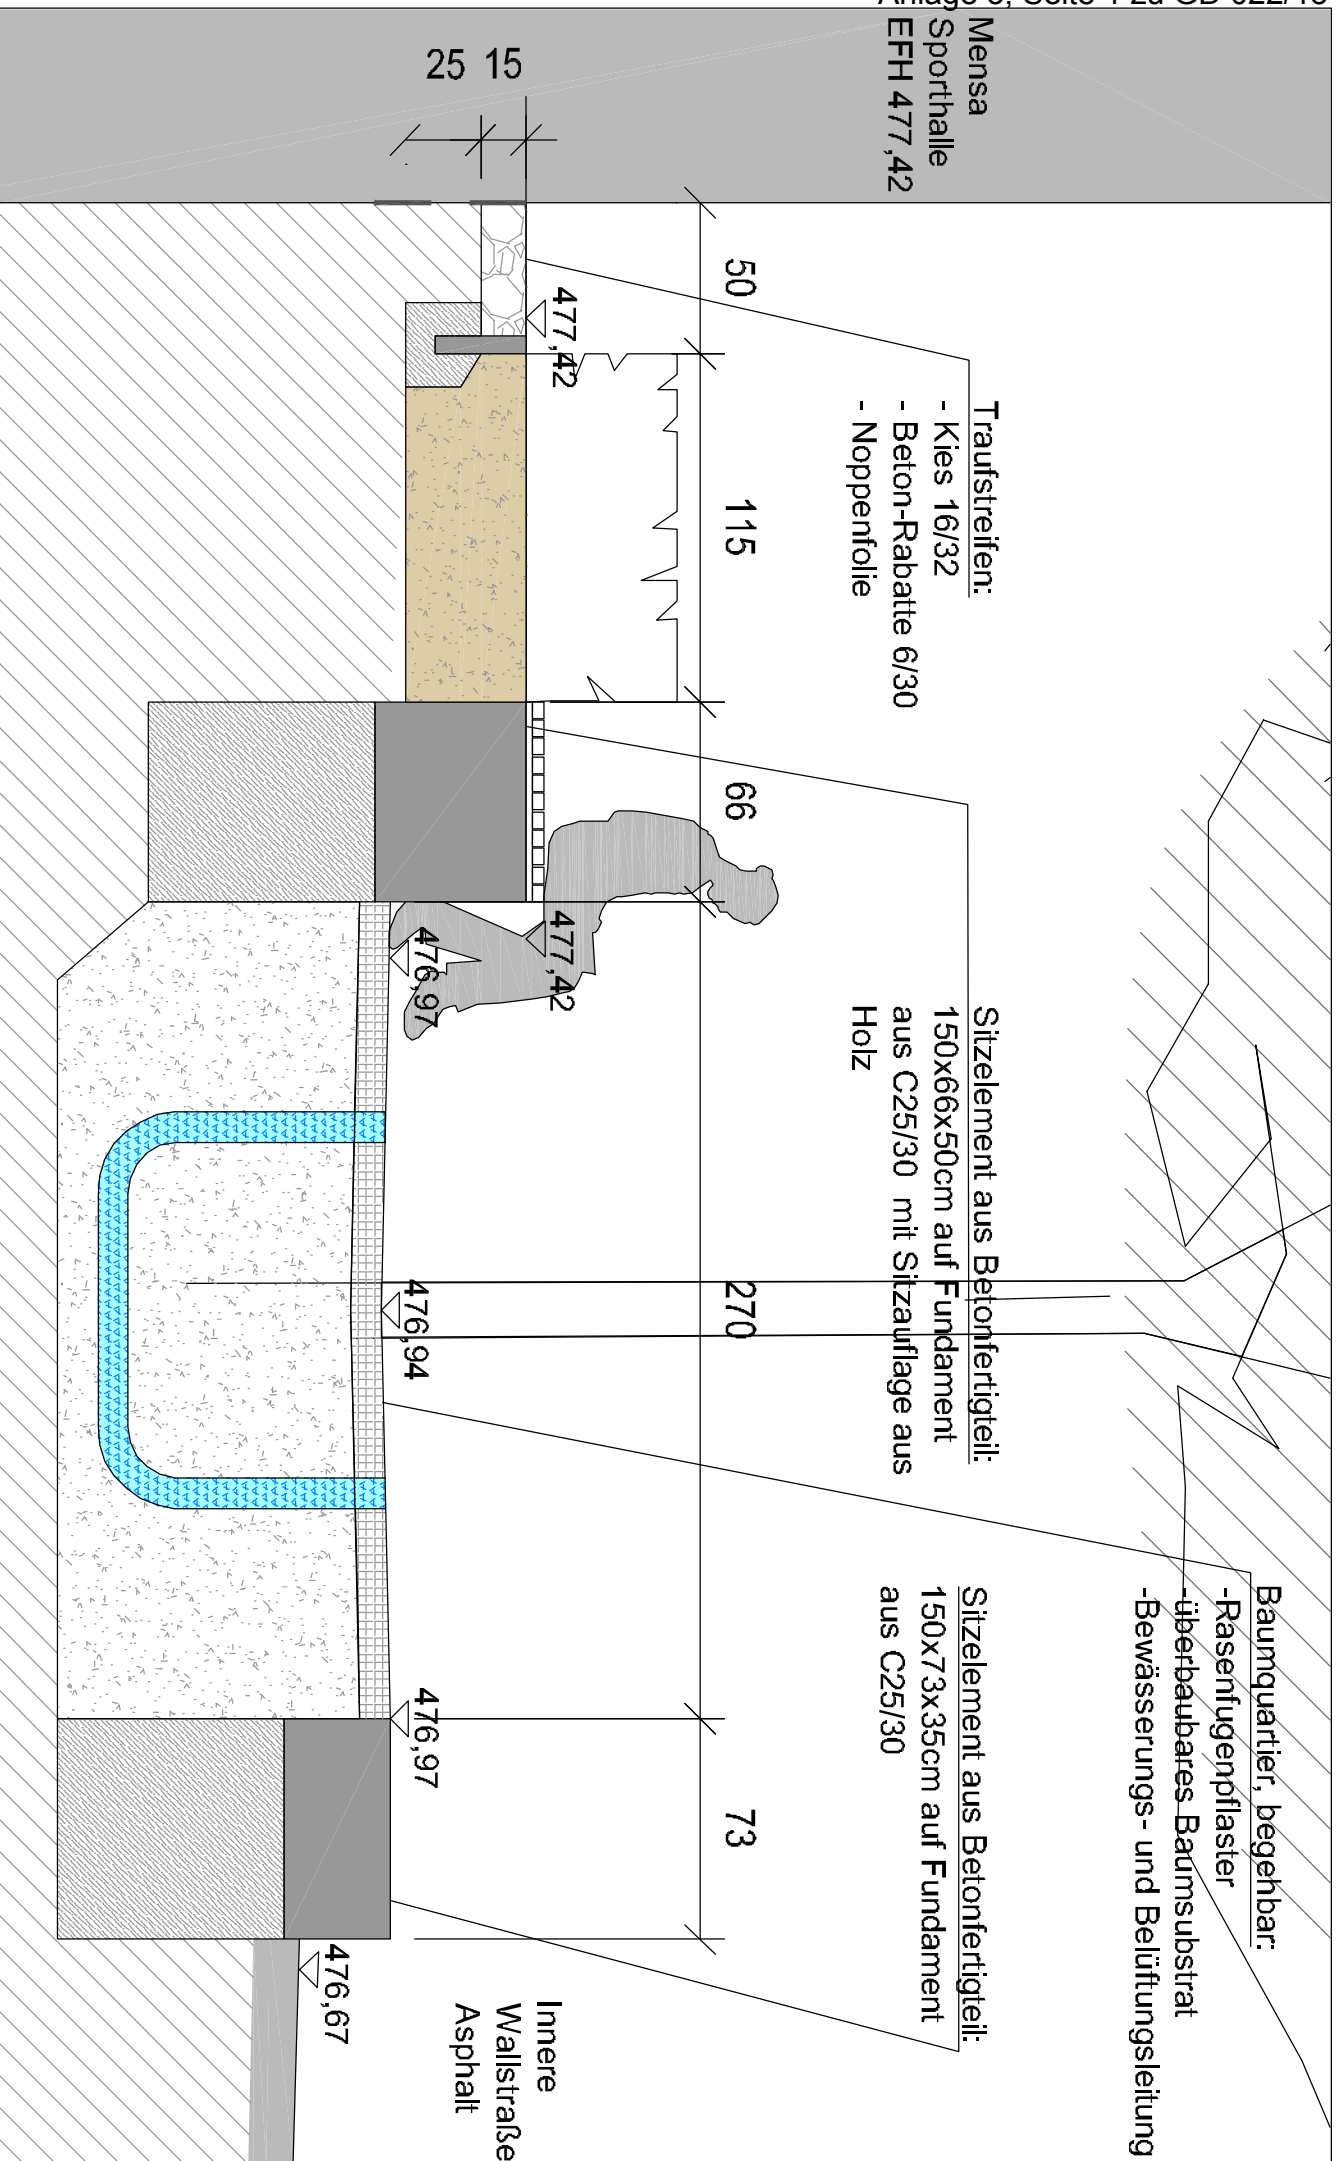 Mensa
Sporthalle
EFH 477,42
25 15
50
115
66
270
73
477,42
Traufstreifen:
- Kies 16/32
- Beton-Rabatte 6/30
- Noppenfolie
Sitzelement aus Betonfertigteil:
150x66x50cm auf Fundament
aus C25/30 mit Sitzauflage aus
Holz
477,42
476,97
476,94
Baumquartier, begehbar:
-Rasenfugenpflaster
-überbaubares Baumsubstrat
-Bewässerungs- und Belüftungsleitung
Sitzelement aus Betonfertigteil:
150x73x35cm auf Fundament
aus C25/30
476,97
476,67
Innere
Wallstraße
Asphalt